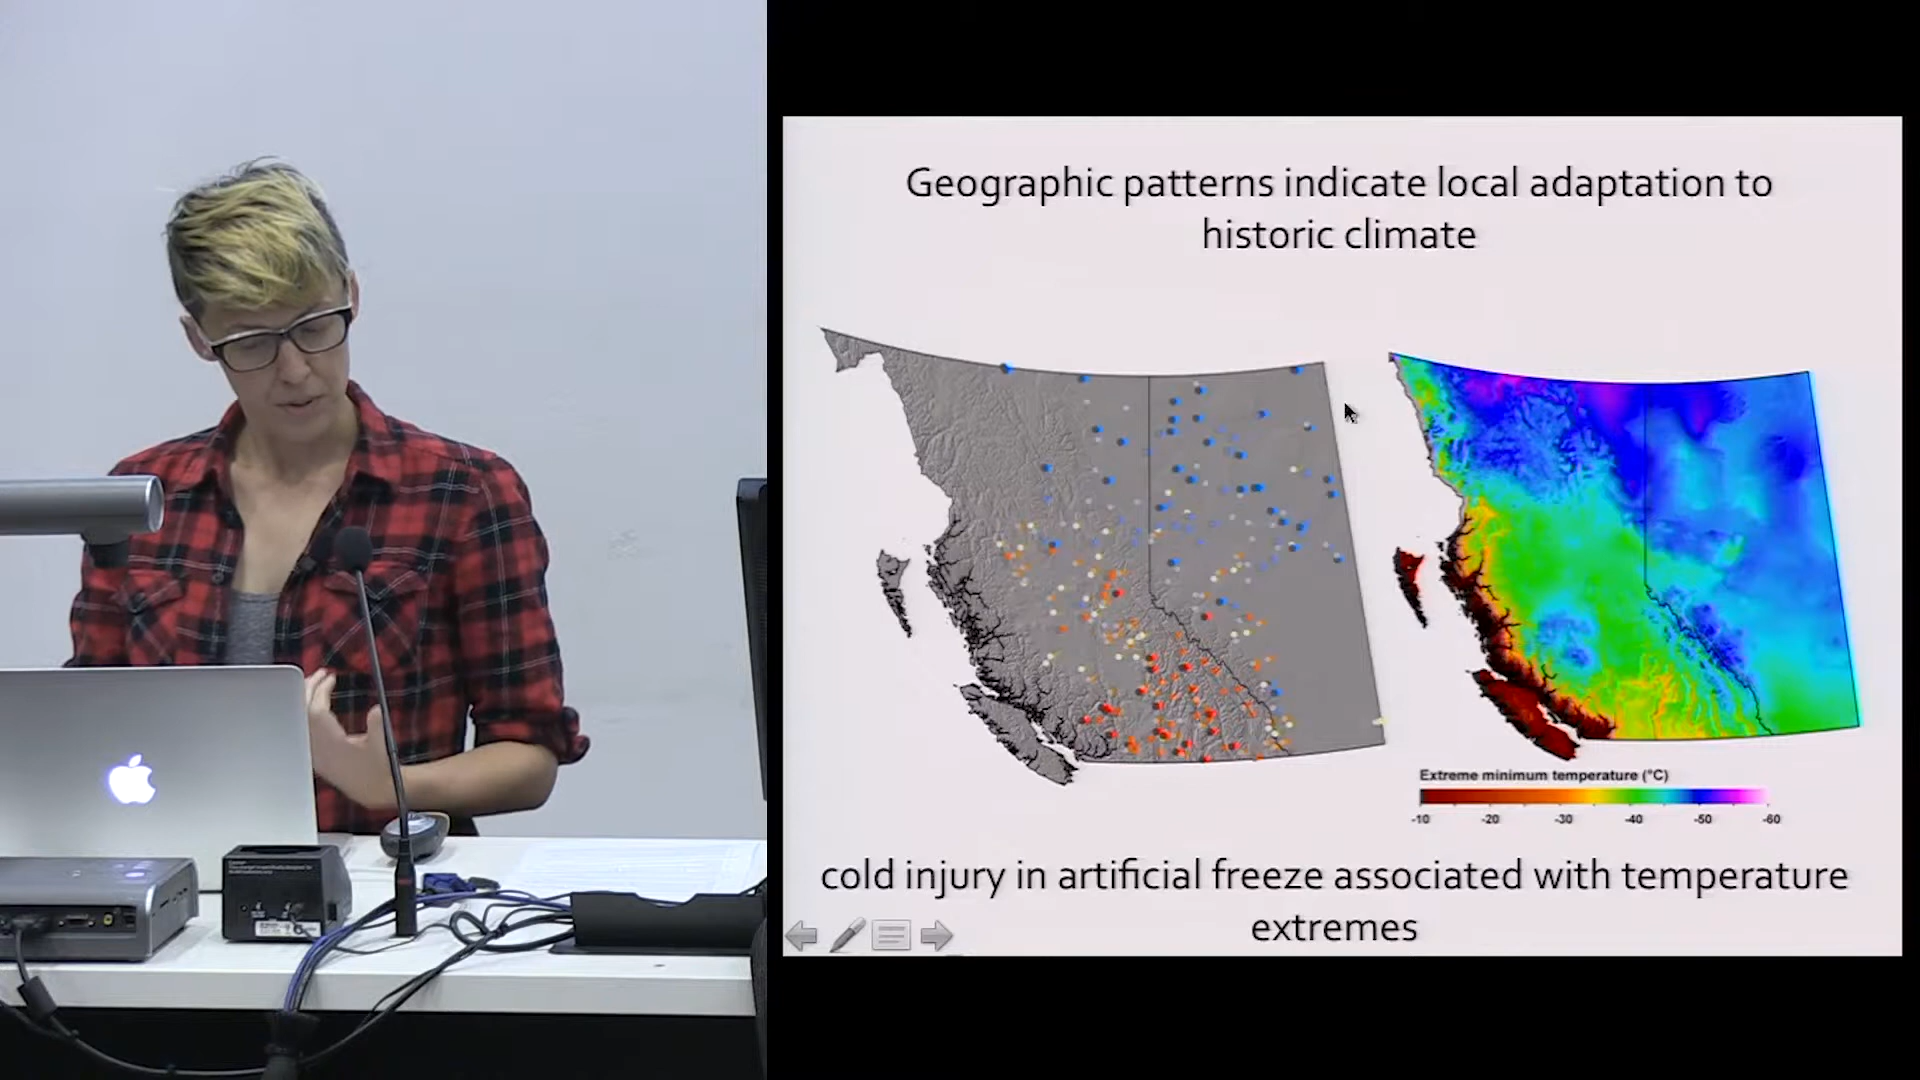 Geographic patterns indicate local adaptation to
historic climate
Extreme minimum temperature (°C)
-10 -20 -30 -40 -50 -60
cold injury in artificial freeze associated with temperature
extremes